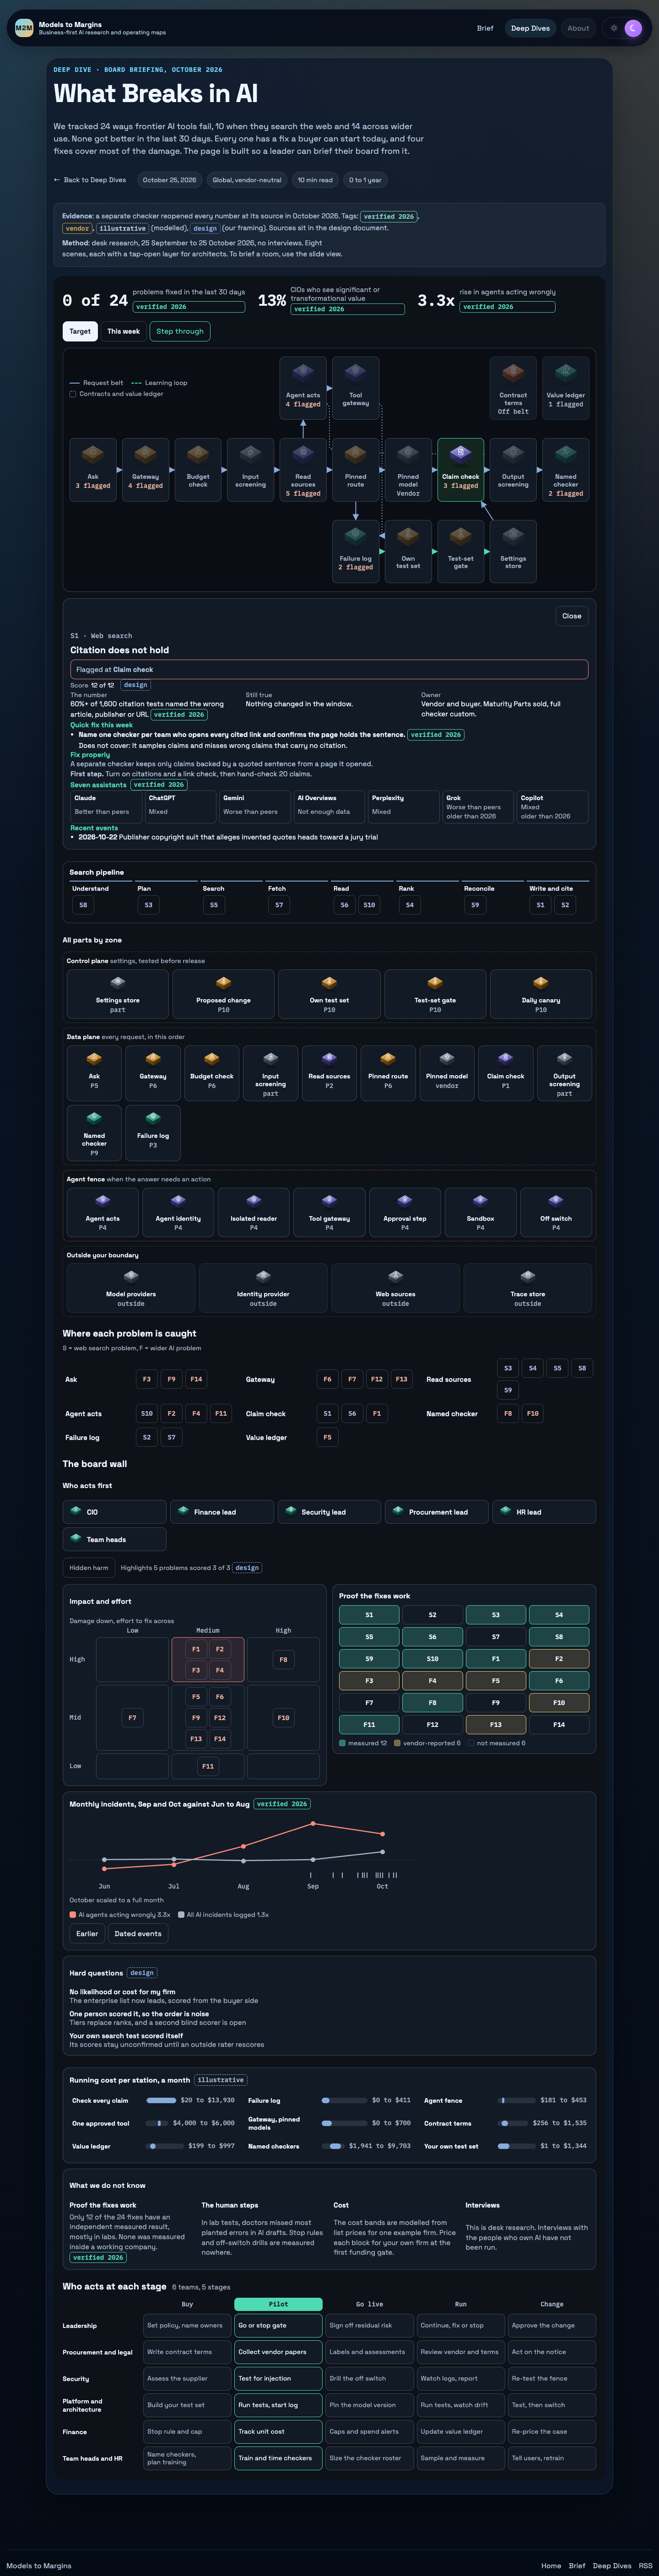 M2M
Models to Margins
Business-first AI research and operating maps
Brief
Deep Dives
About
DEEP DIVE · BOARD BRIEFING, OCTOBER 2026
What Breaks in AI
We tracked 24 ways frontier AI tools fail, 10 when they search the web and 14 across wider
use. None got better in the last 30 days. Every one has a fix a buyer can start today, and four
fixes cover most of the damage. The page is built so a leader can brief their board from it.
← Back to Deep Dives
October 25, 2026
Global, vendor-neutral
10 min read
0 to 1 year
Evidence: a separate checker reopened every number at its source in October 2026. Tags: verified 2026,
vendor, illustrative (modelled), design (our framing). Sources sit in the design document.
Method: desk research, 25 September to 25 October 2026, no interviews. Eight
scenes, each with a tap-open layer for architects. To brief a room, use the slide view.
0 of 24
problems fixed in the last 30 days
verified 2026
13%
CIOs who see significant or
transformational value
verified 2026
3.3x
rise in agents acting wrongly
verified 2026
Target
This week
Step through
Request belt
Learning loop
Contracts and value ledger
Agent acts
4 flagged
Tool
gateway
Contract
terms
Off belt
Value ledger
1 flagged
Ask
3 flagged
Gateway
4 flagged
Budget
check
Input
screening
Read
sources
5 flagged
Pinned
route
Pinned
model
Vendor
Claim check
3 flagged
Output
screening
Named
checker
2 flagged
Failure log
2 flagged
Own
test set
Test-set
gate
Settings
store
Close
S1 · Web search
Citation does not hold
Flagged at Claim check
Score 12 of 12 design
The number
60%+ of 1,600 citation tests named the wrong
article, publisher or URL verified 2026
Still true
Nothing changed in the window.
Owner
Vendor and buyer. Maturity Parts sold, full
checker custom.
Quick fix this week
• Name one checker per team who opens every cited link and confirms the page holds the sentence. verified 2026
Does not cover: It samples claims and misses wrong claims that carry no citation.
Fix properly
A separate checker keeps only claims backed by a quoted sentence from a page it opened.
First step. Turn on citations and a link check, then hand-check 20 claims.
Seven assistants verified 2026
Claude
Better than peers
ChatGPT
Mixed
Gemini
Worse than peers
AI Overviews
Not enough data
Perplexity
Mixed
Grok
Worse than peers
older than 2026
Copilot
Mixed
older than 2026
Recent events
• 2026-10-22 Publisher copyright suit that alleges invented quotes heads toward a jury trial
Search pipeline
Understand
S8
Plan
S3
Search
S5
Fetch
S7
Read
S6 S10
Rank
S4
Reconcile
S9
Write and cite
S1 S2
All parts by zone
Control plane settings, tested before release
Settings store
part
Proposed change
P10
Own test set
P10
Test-set gate
P10
Daily canary
P10
Data plane every request, in this order
Ask
P5
Gateway
P6
Budget check
P6
Input
screening
part
Read sources
P2
Pinned route
P6
Pinned model
vendor
Claim check
P1
Output
screening
part
Named
checker
P9
Failure log
P3
Agent fence when the answer needs an action
Agent acts
P4
Agent identity
P4
Isolated reader
P4
Tool gateway
P4
Approval step
P4
Sandbox
P4
Off switch
P4
Outside your boundary
Model providers
outside
Identity provider
outside
Web sources
outside
Trace store
outside
Where each problem is caught
S = web search problem, F = wider AI problem
Ask
F3 F9 F14
Gateway
F6 F7 F12 F13
Read sources
S3 S4 S5 S8
S9
Agent acts
S10 F2 F4 F11
Claim check
S1 S6 F1
Named checker
F8 F10
Failure log
S2 S7
Value ledger
F5
The board wall
Who acts first
CIO
Finance lead
Security lead
Procurement lead
HR lead
Team heads
Hidden harm
Highlights 5 problems scored 3 of 3 design
Impact and effort
Damage down, effort to fix across
Low Medium High
High
F1 F2
F3 F4
F8
Mid
F7
F5 F6
F9 F12
F13 F14
F10
Low
F11
Proof the fixes work
S1 S2 S3 S4
S5 S6 S7 S8
S9 S10 F1 F2
F3 F4 F5 F6
F7 F8 F9 F10
F11 F12 F13 F14
measured 12
vendor-reported 6
not measured 6
Monthly incidents, Sep and Oct against Jun to Aug verified 2026
Jun Jul Aug Sep Oct
October scaled to a full month
AI agents acting wrongly 3.3x
All AI incidents logged 1.3x
Earlier
Dated events
Hard questions design
No likelihood or cost for my firm
The enterprise list now leads, scored from the buyer side
One person scored it, so the order is noise
Tiers replace ranks, and a second blind scorer is open
Your own search test scored itself
Its scores stay unconfirmed until an outside rater rescores
Running cost per station, a month illustrative
Check every claim
$20 to $13,930
Failure log
$0 to $411
Agent fence
$181 to $453
One approved tool
$4,000 to $6,000
Gateway, pinned
models
$0 to $700
Contract terms
$256 to $1,535
Value ledger
$199 to $997
Named checkers
$1,941 to $9,703
Your own test set
$1 to $1,344
What we do not know
Proof the fixes work
Only 12 of the 24 fixes have an
independent measured result,
mostly in labs. None was measured
inside a working company.
verified 2026
The human steps
In lab tests, doctors missed most
planted errors in AI drafts. Stop rules
and off-switch drills are measured
nowhere.
Cost
The cost bands are modelled from
list prices for one example firm. Price
each block for your own firm at the
first funding gate.
Interviews
This is desk research. Interviews with
the people who own AI have not
been run.
Who acts at each stage 6 teams, 5 stages
Buy Pilot Go live Run Change
Leadership
Set policy, name owners
Go or stop gate
Sign off residual risk
Continue, fix or stop
Approve the change
Procurement and legal
Write contract terms
Collect vendor papers
Labels and assessments
Review vendor and terms
Act on the notice
Security
Assess the supplier
Test for injection
Drill the off switch
Watch logs, report
Re-test the fence
Platform and
architecture
Build your test set
Run tests, start log
Pin the model version
Run tests, watch drift
Test, then switch
Finance
Stop rule and cap
Track unit cost
Caps and spend alerts
Update value ledger
Re-price the case
Team heads and HR
Name checkers,
plan training
Train and time checkers
Size the checker roster
Sample and measure
Tell users, retrain
Models to Margins
Home
Brief
Deep Dives
RSS